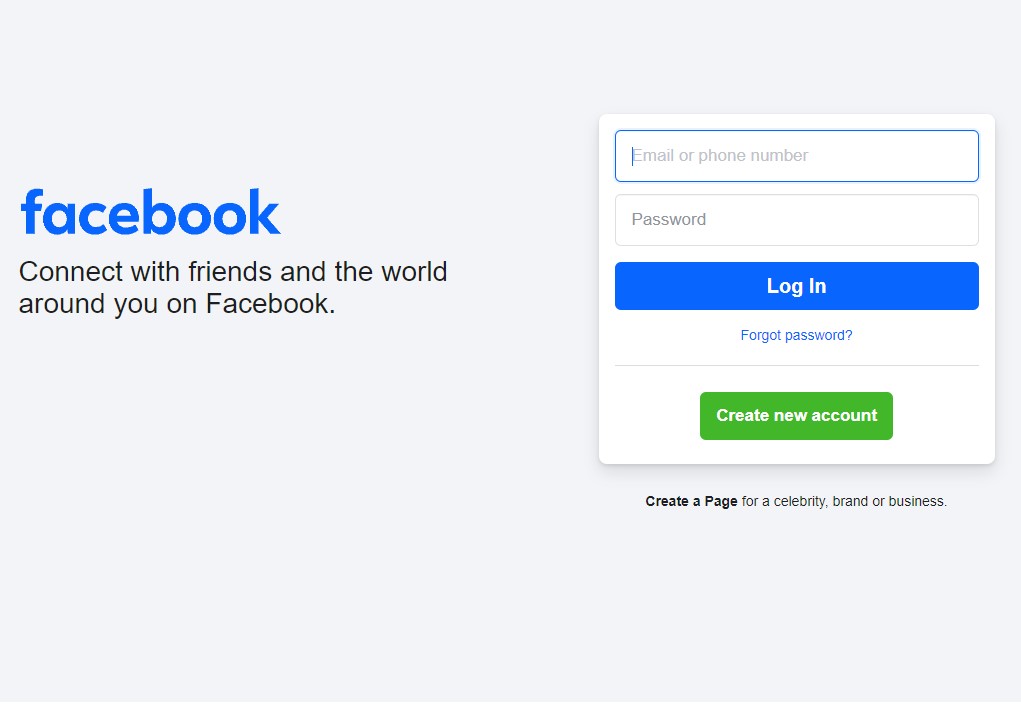 facebook
Connect with friends and the world
around you on Facebook.
Email or phone number
Password
Log In
Forgot password?
Create new account
Create a Page for a celebrity, brand or business.